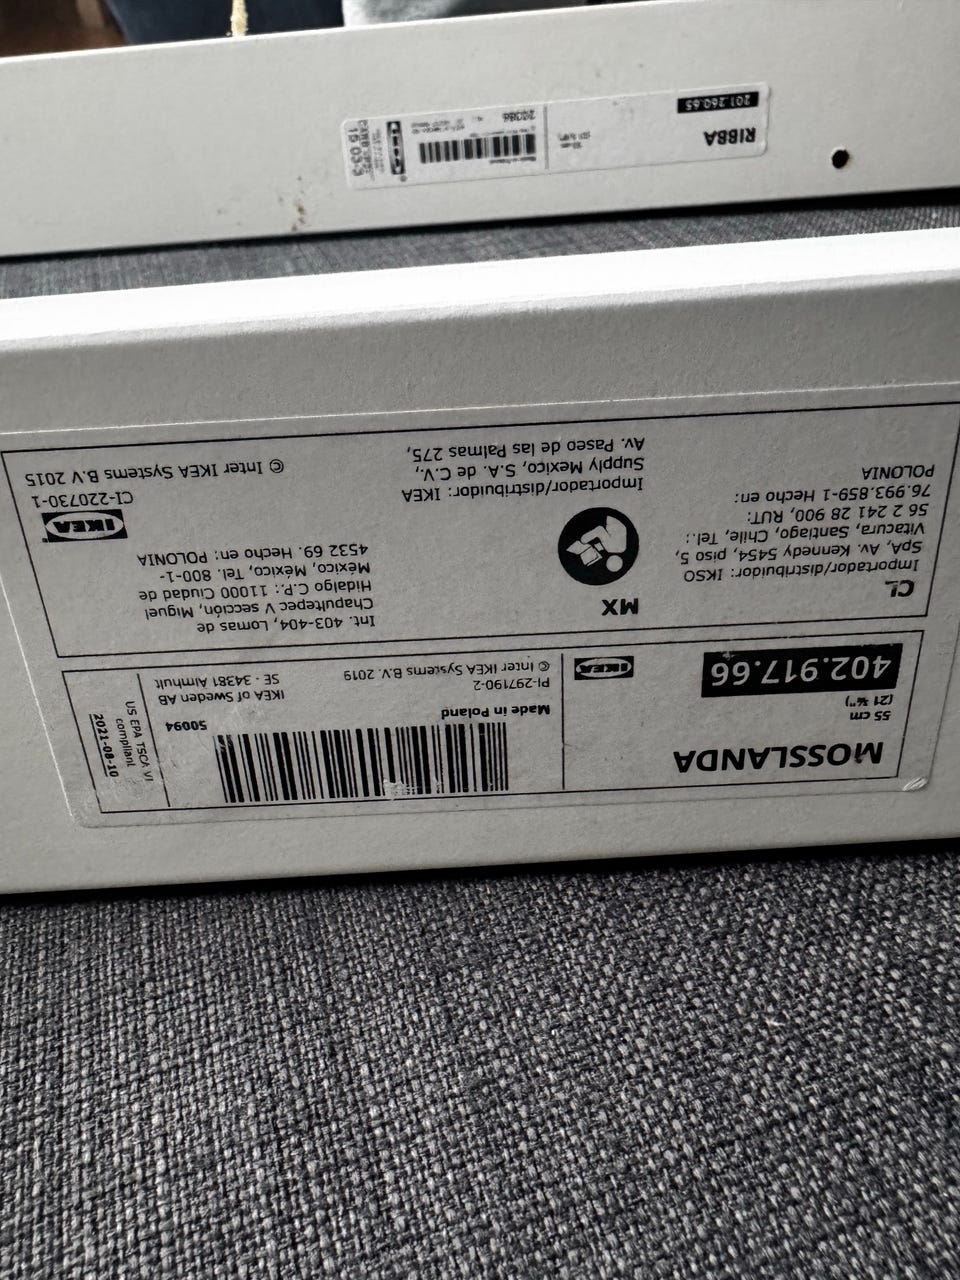 RIBBA
201.260.65
20386
IKEA
MOSSLANDA
55 cm
(21 ¾")
402.917.66
IKEA
Made in Poland
PI-297190-2
© Inter IKEA Systems B.V. 2019
50094
IKEA of Sweden AB
SE - 34381 Älmhult
US EPA TSCA VI
compliant
2021-08-10
CL
Importador/distribuidor: IKSO
SpA, Av. Kennedy 5454, piso 5,
Vitacura, Santiago, Chile, Tel.:
56 2 241 28 900, RUT:
76.993.859-1 Hecho en:
POLONIA
MX
Importador/distribuidor: IKEA
Supply Mexico, S.A. de C.V.,
Av. Paseo de las Palmas 275,
Int. 403-404, Lomas de
Chapultepec V sección, Miguel
Hidalgo C.P.: 11000 Ciudad de
México, México, Tel. 800-1-
4532 69. Hecho en: POLONIA
IKEA
CI-220730-1
© Inter IKEA Systems B.V. 2015